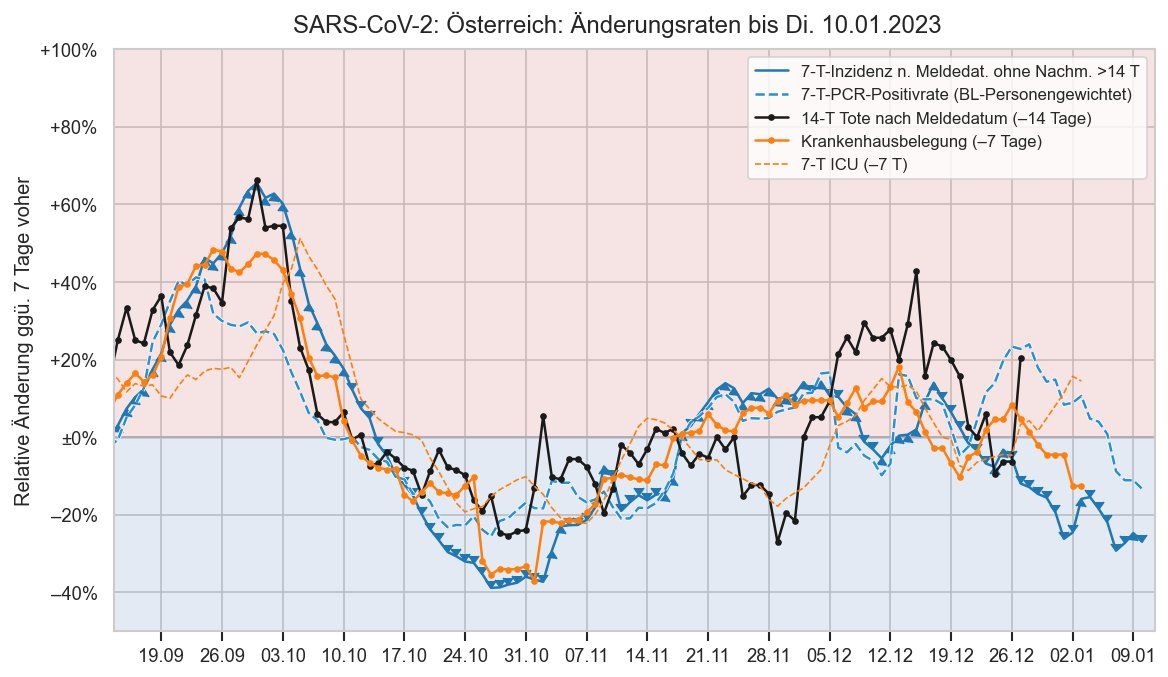 SARS-CoV-2: Österreich: Änderungsraten bis Di. 10.01.2023
Relative Änderung ggü. 7 Tage voher
+100%
+80%
+60%
+40%
+20%
±0%
–20%
–40%
7-T-Inzidenz n. Meldedat. ohne Nachm. >14 T
7-T-PCR-Positivrate (BL-Personengewichtet)
14-T Tote nach Meldedatum (–14 Tage)
Krankenhausbelegung (–7 Tage)
7-T ICU (–7 T)
19.09 26.09 03.10 10.10 17.10 24.10 31.10 07.11 14.11 21.11 28.11 05.12 12.12 19.12 26.12 02.01 09.01